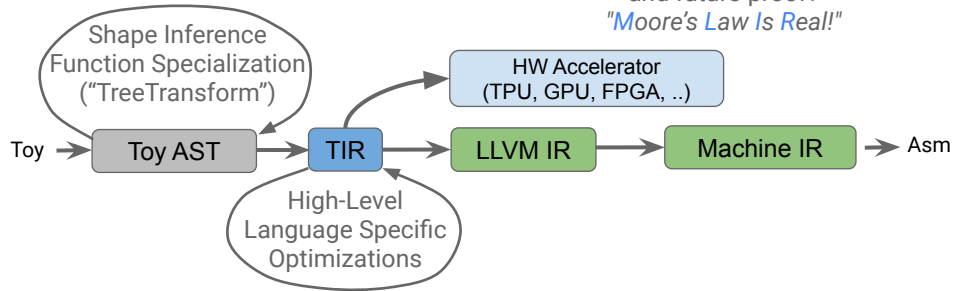 "Moore's Law Is Real!"
Shape Inference
Function Specialization
(“TreeTransform”)
HW Accelerator
(TPU, GPU, FPGA, ..)
Toy
Toy AST
TIR
LLVM IR
Machine IR
Asm
High-Level
Language Specific
Optimizations